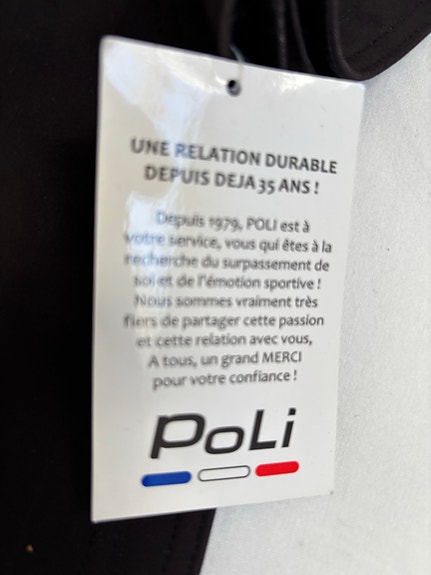 UNE RELATION DURABLE
DEPUIS DEJA 35 ANS !
Depuis 1979, POLI est à
votre service, vous qui êtes à la
recherche du surpassement de
soi et de l'émotion sportive !
Nous sommes vraiment très
fiers de partager cette passion
et cette relation avec vous,
A tous, un grand MERCI
pour votre confiance !
PoLi